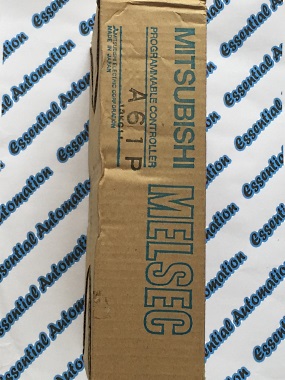 MITSUBISHI
PROGRAMMABLE CONTROLLER
MELSEC
A61P
MITSUBISHI ELECTRIC CORPORATION
MADE IN JAPAN
Essential Automation